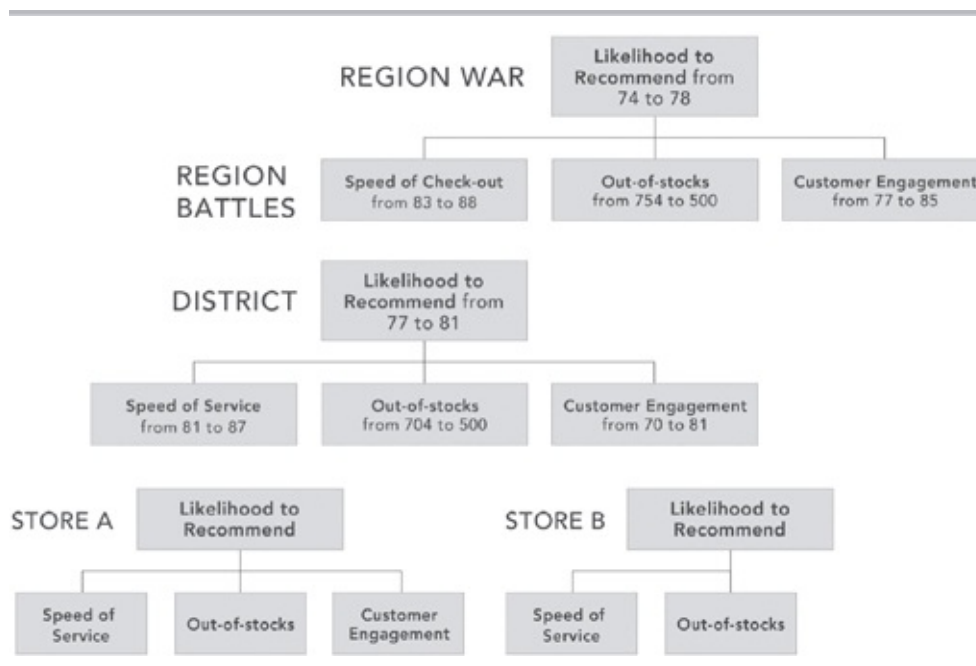 REGION WAR
Likelihood to
Recommend from
74 to 78
REGION
BATTLES
Speed of Check-out
from 83 to 88
Out-of-stocks
from 754 to 500
Customer Engagement
from 77 to 85
DISTRICT
Likelihood to
Recommend from
77 to 81
Speed of Service
from 81 to 87
Out-of-stocks
from 704 to 500
Customer Engagement
from 70 to 81
STORE A
Likelihood to
Recommend
Speed of
Service
Out-of-stocks
Customer
Engagement
STORE B
Likelihood to
Recommend
Speed of
Service
Out-of-stocks